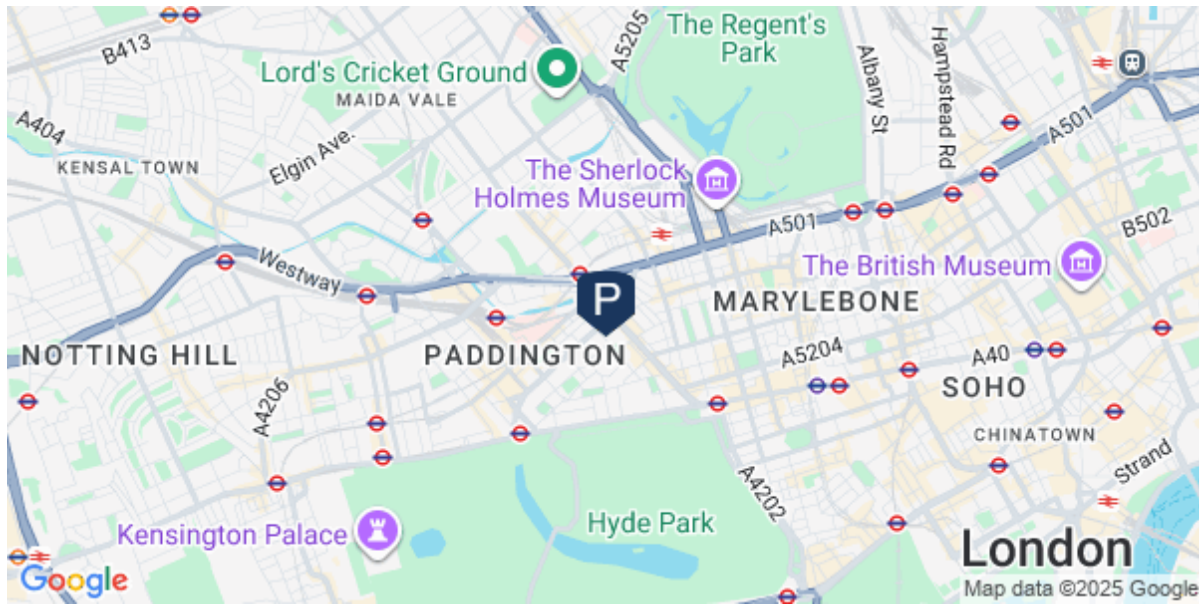 B413
A5205
The Regent's
Park
Lord's Cricket Ground
MAIDA VALE
Albany St
Hampstead Rd
A501
A404
KENSAL TOWN
Elgin Ave.
The Sherlock
Holmes Museum
A501
B502
Westway
The British Museum
P
MARYLEBONE
NOTTING HILL
PADDINGTON
A5204
A40
SOHO
A4206
CHINATOWN
Strand
A4202
Kensington Palace
Hyde Park
London
Google
Map data ©2025 Google